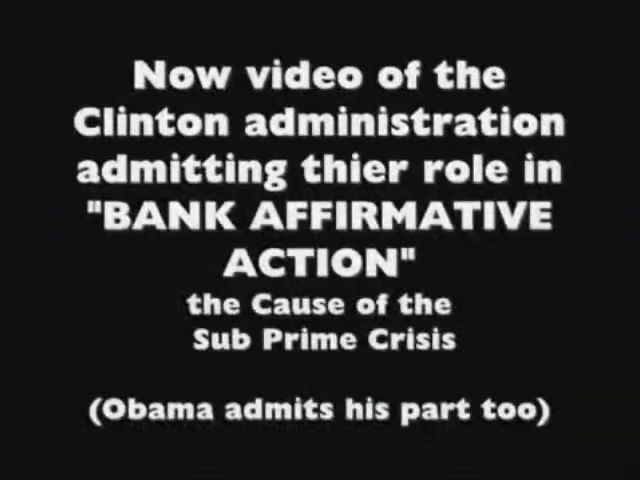 Now video of the
Clinton administration
admitting thier role in
"BANK AFFIRMATIVE
ACTION"
the Cause of the
Sub Prime Crisis
(Obama admits his part too)